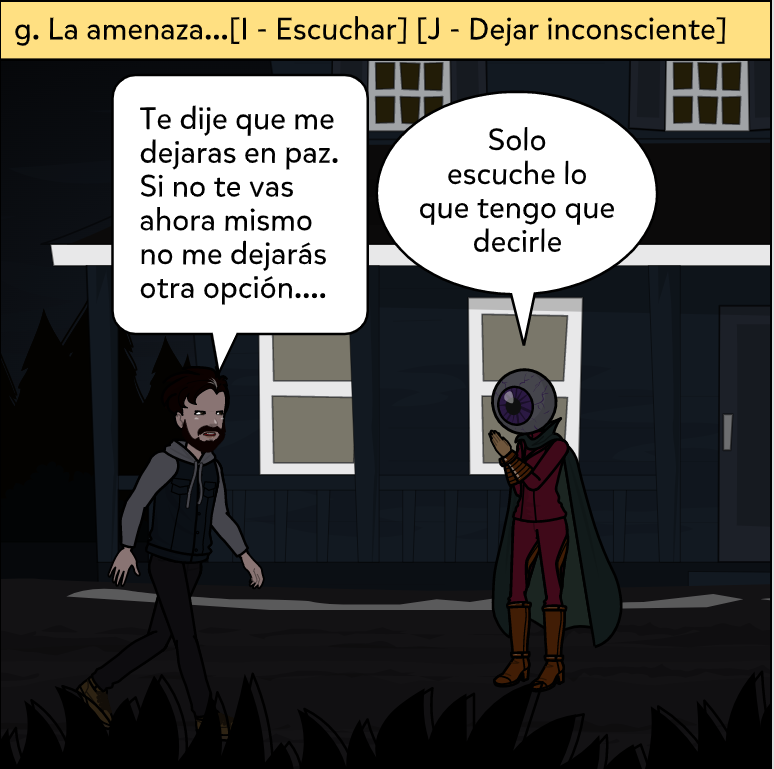 g. La amenaza...[I - Escuchar] [J - Dejar inconsciente]
Te dije que me
dejaras en paz.
Si no te vas
ahora mismo
no me dejarás
otra opción....
Solo
escuche lo
que tengo que
decirle